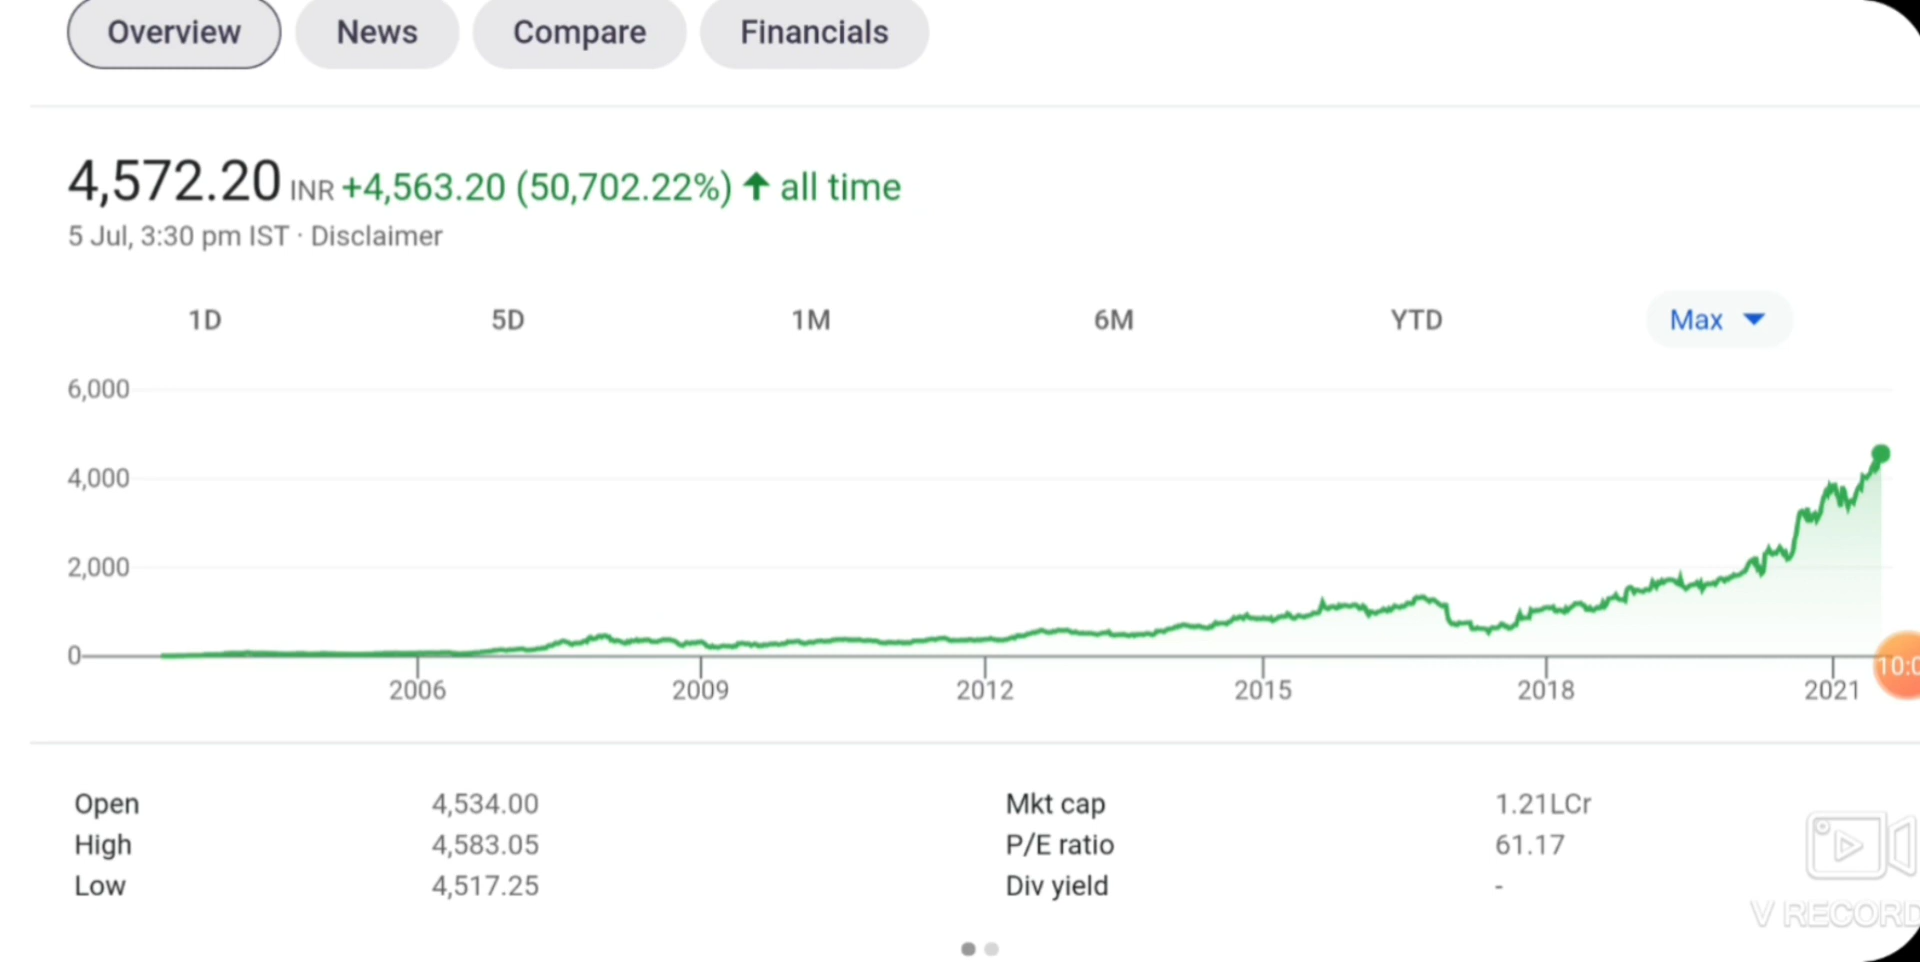 Overview News Compare Financials
4,572.20 INR +4,563.20 (50,702.22%) ↑ all time
5 Jul, 3:30 pm IST · Disclaimer
1D 5D 1M 6M YTD Max
6,000
4,000
2,000
0
2006 2009 2012 2015 2018 2021
10:0
Open 4,534.00 Mkt cap 1.21LCr
High 4,583.05 P/E ratio 61.17
Low 4,517.25 Div yield -
V RECORD